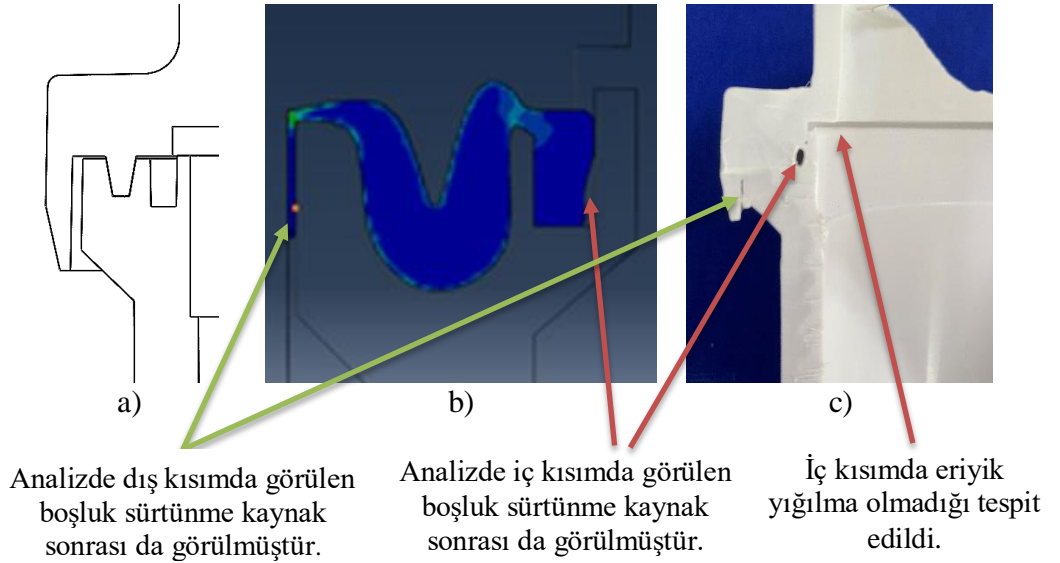 a)
b)
c)
Analizde dış kısımda görülen
boşluk sürtünme kaynak
sonrası da görülmüştür.
Analizde iç kısımda görülen
boşluk sürtünme kaynak
sonrası da görülmüştür.
İç kısımda eriyik
yığılma olmadığı tespit
edildi.